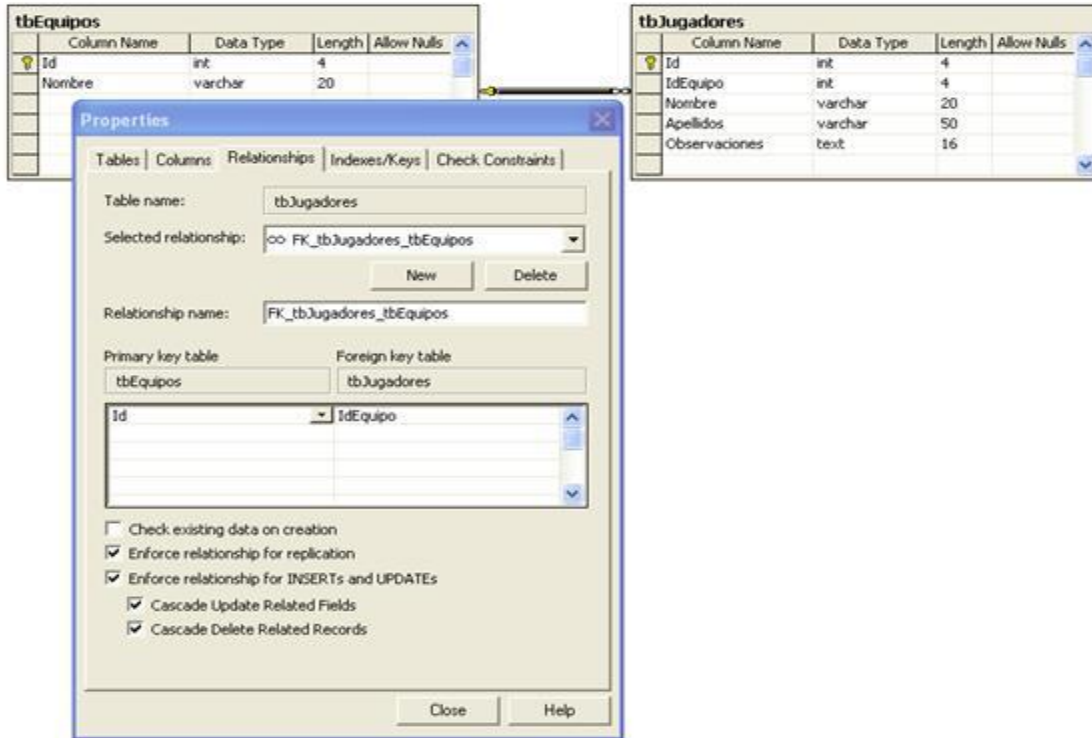 tbEquipos
Column Name Data Type Length Allow Nulls
Id int 4
Nombre varchar 20
tbJugadores
Column Name Data Type Length Allow Nulls
Id int 4
IdEquipo int 4
Nombre varchar 20
Apellidos varchar 50
Observaciones text 16
Properties
Tables Columns Relationships Indexes/Keys Check Constraints
Table name: tbJugadores
Selected relationship: FK_tbJugadores_tbEquipos
New Delete
Relationship name: FK_tbJugadores_tbEquipos
Primary key table Foreign key table
tbEquipos tbJugadores
Id IdEquipo
Check existing data on creation
Enforce relationship for replication
Enforce relationship for INSERTs and UPDATEs
Cascade Update Related Fields
Cascade Delete Related Records
Close Help